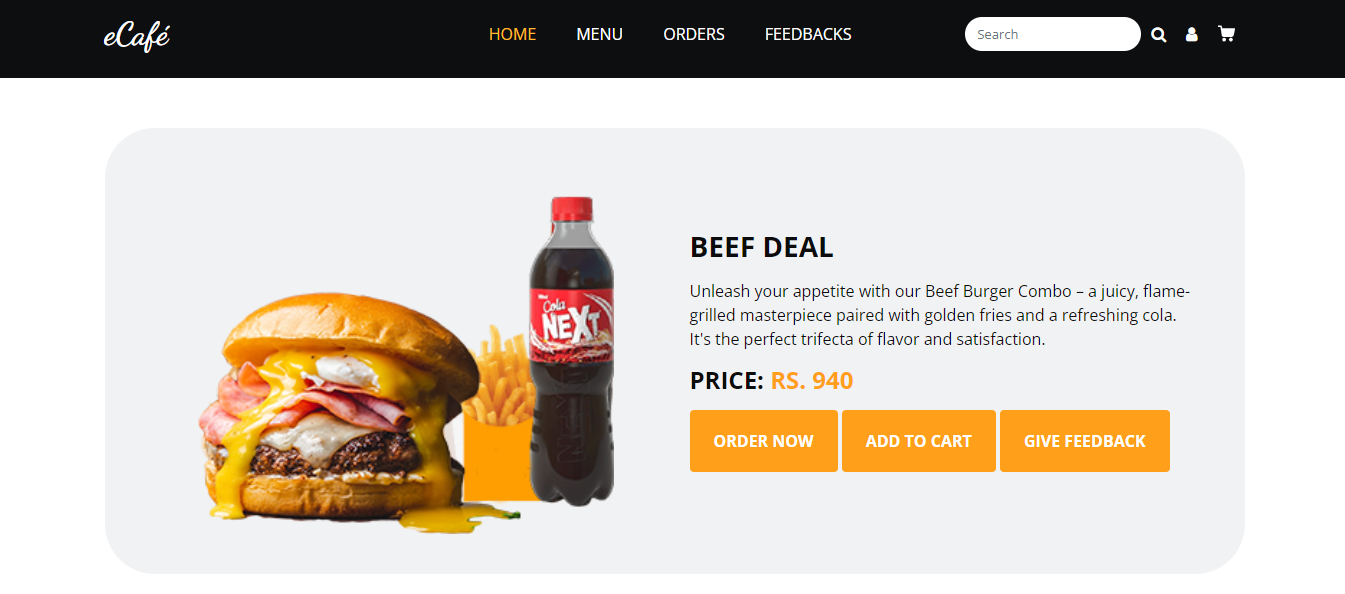 eCafé
HOME MENU ORDERS FEEDBACKS
Search
Cola
NEXT
BEEF DEAL
Unleash your appetite with our Beef Burger Combo – a juicy, flame-
grilled masterpiece paired with golden fries and a refreshing cola.
It's the perfect trifecta of flavor and satisfaction.
PRICE: RS. 940
ORDER NOW ADD TO CART GIVE FEEDBACK